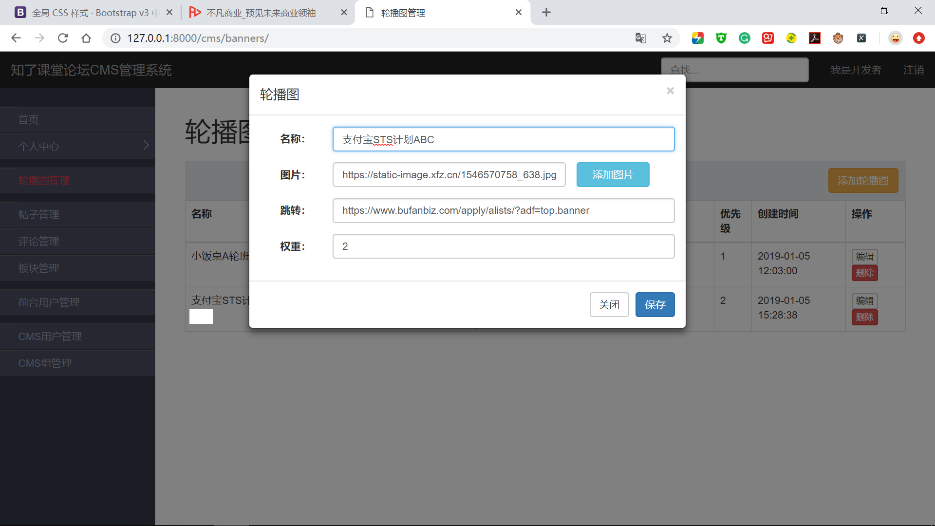 全局 CSS 样式 · Bootstrap v3
不凡商业_预见未来商业领袖
轮播图管理
127.0.0.1:8000/cms/banners/
知了课堂论坛CMS管理系统
查找...
我是开发者
注销
首页
个人中心
轮播图管理
帖子管理
评论管理
板块管理
前台用户管理
CMS用户管理
CMS组管理
轮播图
添加轮播图
名称
优先级
创建时间
操作
小饭桌A轮班
1
2019-01-05
12:03:00
编辑
删除
支付宝STS计
2
2019-01-05
15:28:38
编辑
删除
轮播图
×
名称：
支付宝STS计划ABC
图片：
https://static-image.xfz.cn/1546570758_638.jpg
添加图片
跳转：
https://www.bufanbiz.com/apply/alists/?adf=top.banner
权重：
2
关闭
保存